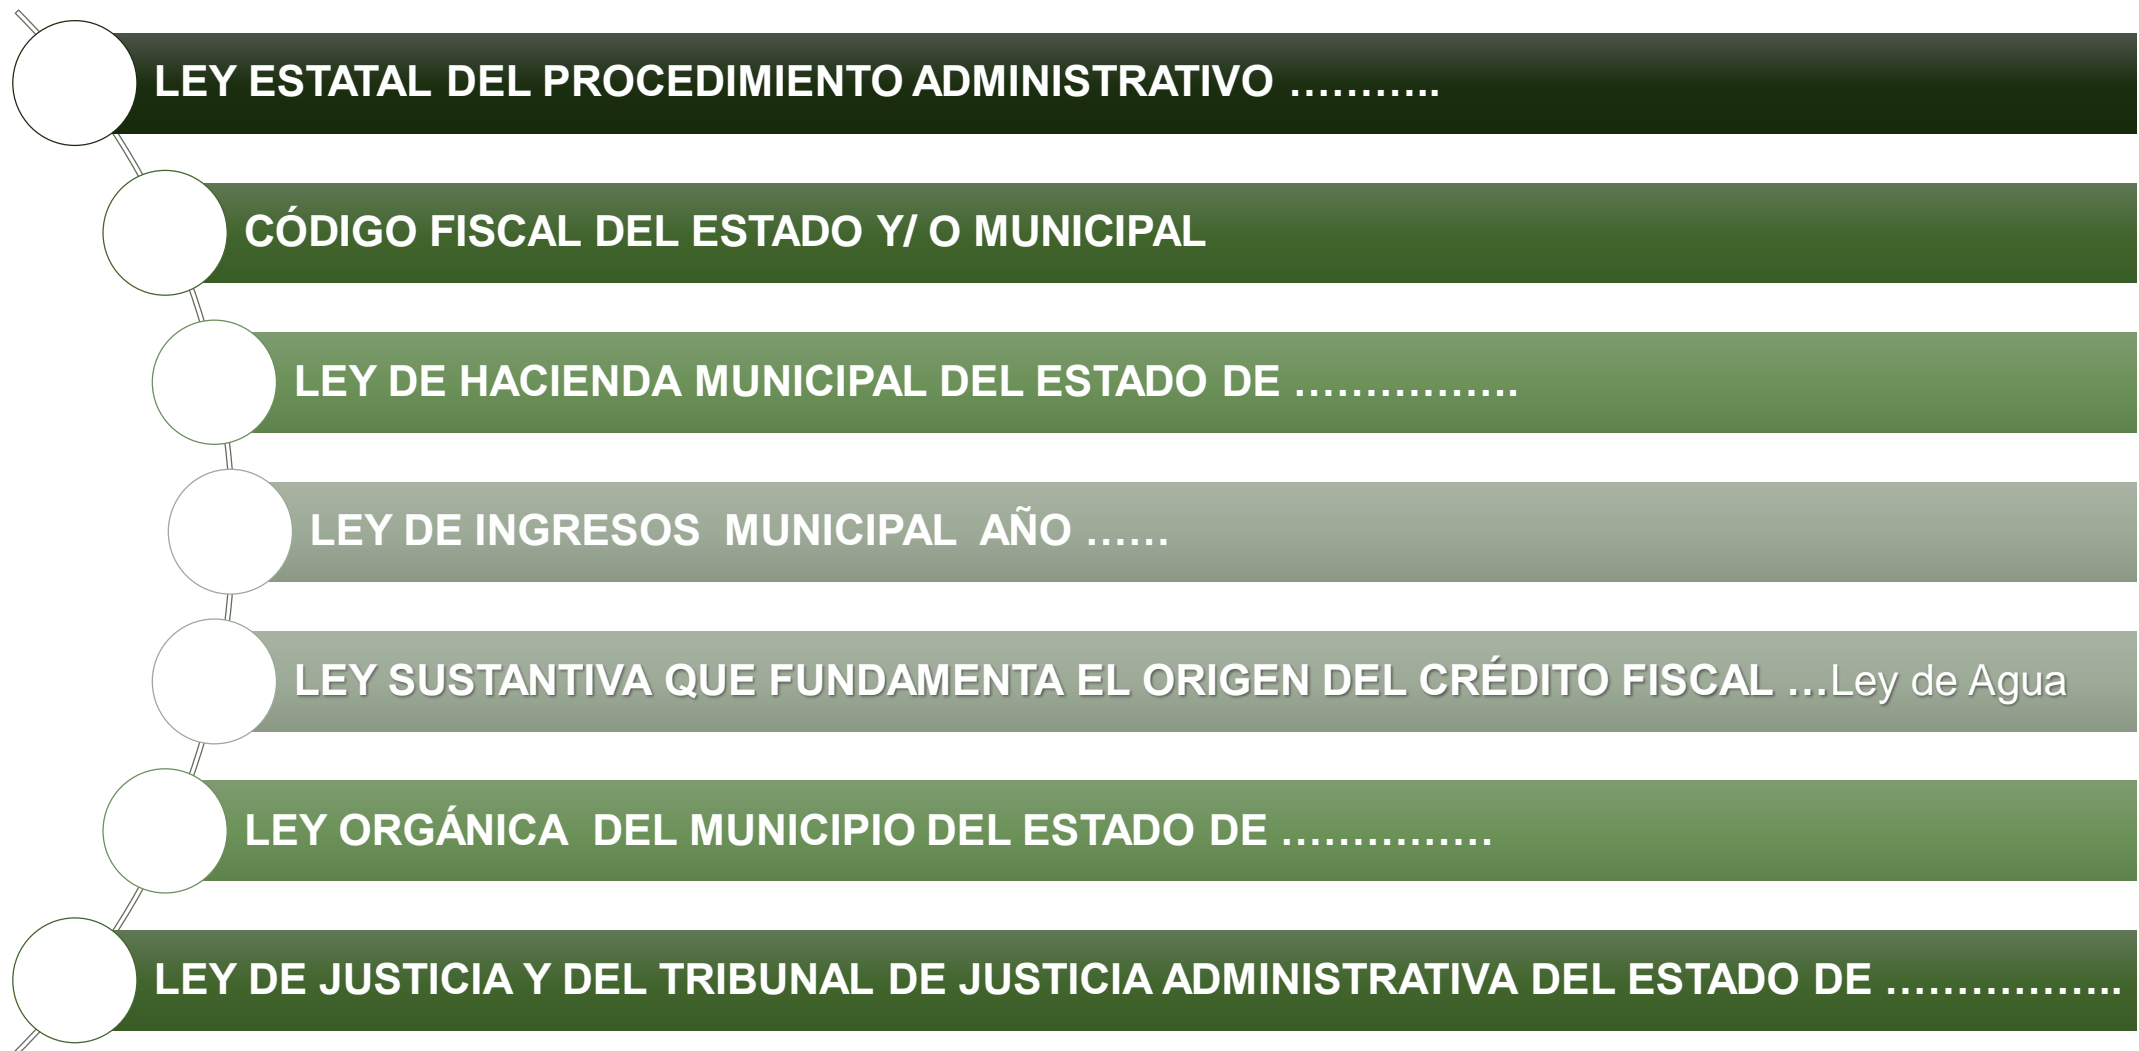 LEY ESTATAL DEL PROCEDIMIENTO ADMINISTRATIVO ………..
CÓDIGO FISCAL DEL ESTADO Y/ O MUNICIPAL
LEY DE HACIENDA MUNICIPAL DEL ESTADO DE …………….
LEY DE INGRESOS  MUNICIPAL  AÑO ……
LEY SUSTANTIVA QUE FUNDAMENTA EL ORIGEN DEL CRÉDITO FISCAL …Ley de Agua
LEY ORGÁNICA  DEL MUNICIPIO DEL ESTADO DE ……………
LEY DE JUSTICIA Y DEL TRIBUNAL DE JUSTICIA ADMINISTRATIVA DEL ESTADO DE ……………..